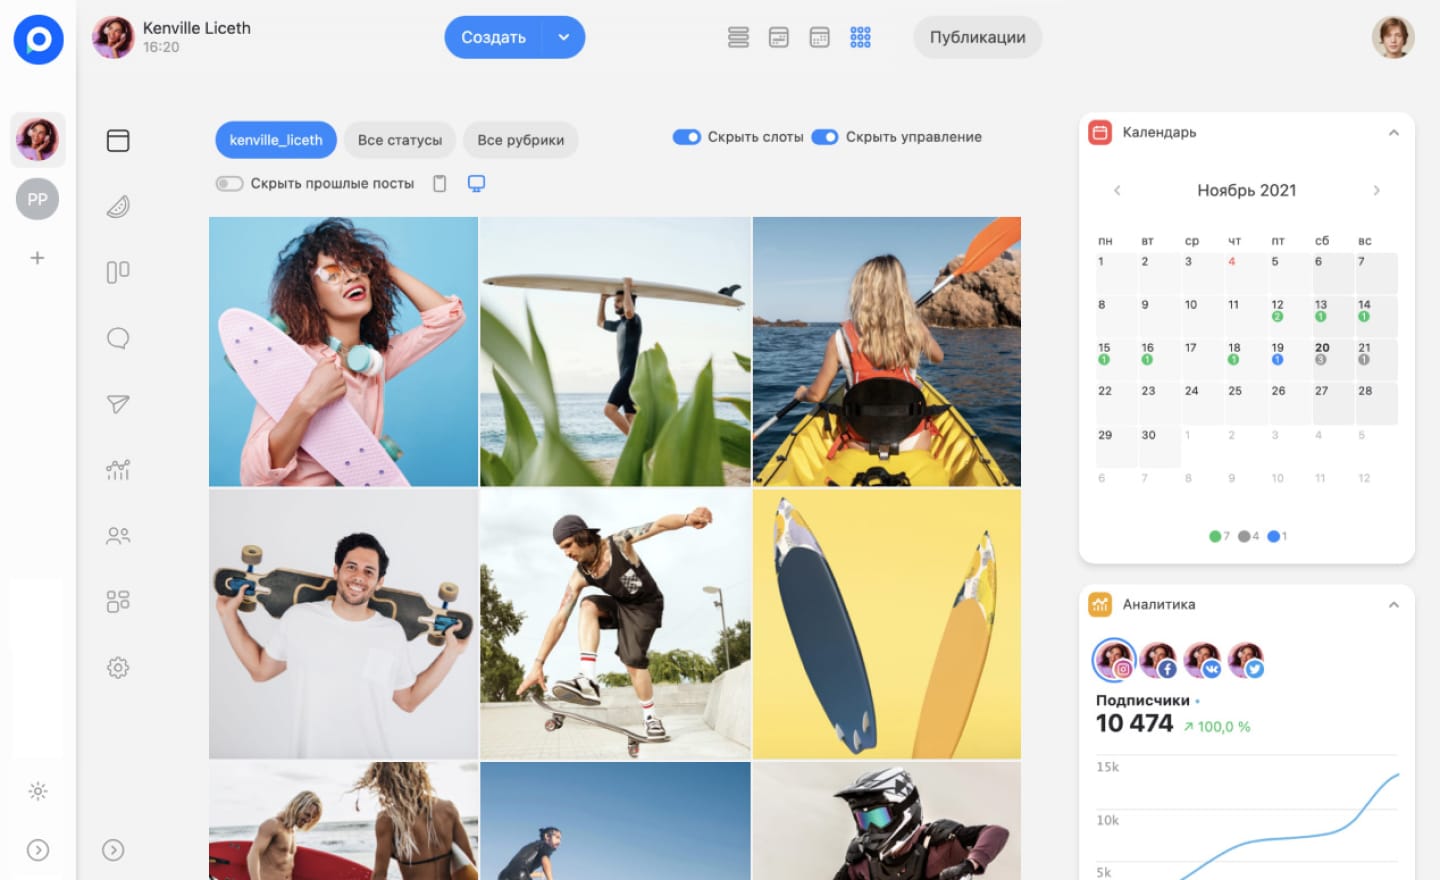 Kenville Liceth
16:20
Создать
Публикации
PP
kenville_liceth
Все статусы
Все рубрики
Скрыть слоты
Скрыть управление
Скрыть прошлые посты
Календарь
Ноябрь 2021
пн вт ср чт пт сб вс
1 2 3 4 5 6 7
8 9 10 11 12 13 14
2 1 1
15 16 17 18 19 20 21
1 1 1 1 3 1
22 23 24 25 26 27 28
29 30 1 2 3 4 5
6 7 8 9 10 11 12
7 4 1
Аналитика
Подписчики
10 474
100,0 %
15k
10k
5k